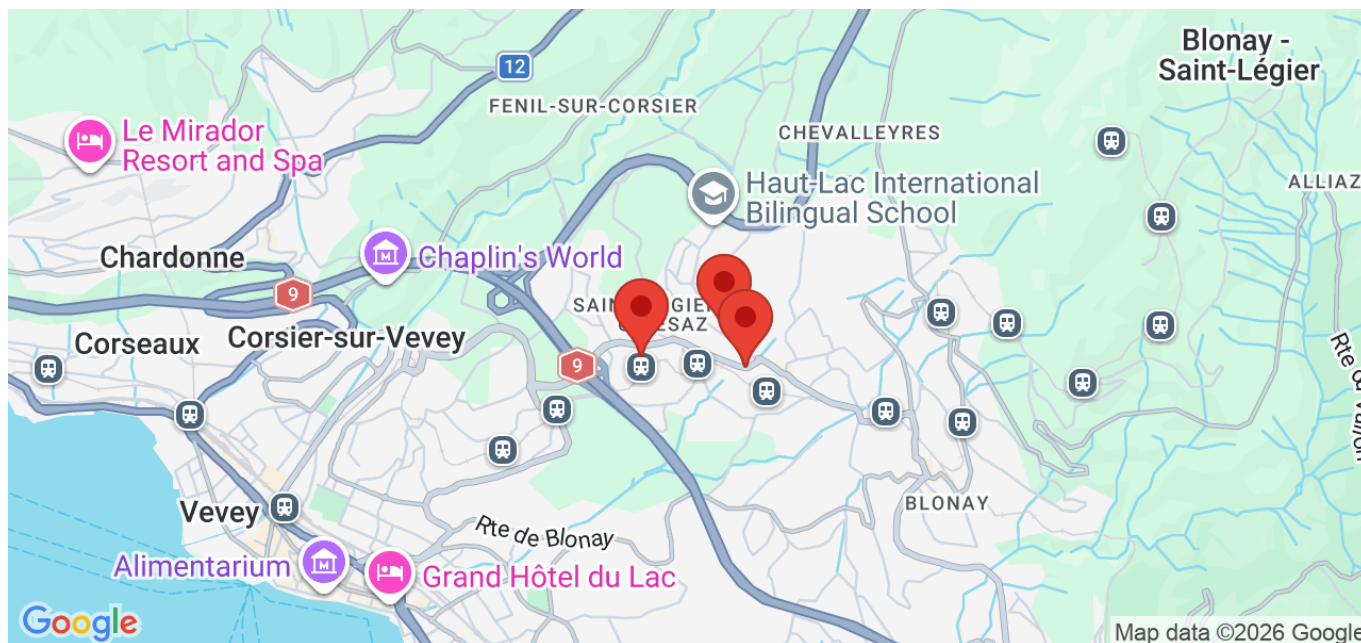 Blonay -
Saint-Légier
12
FENIL-SUR-CORSIER
Le Mirador
Resort and Spa
CHEVALLEYRES
Haut-Lac International
Bilingual School
ALLIAZ
Chardonne
Chaplin's World
9
Corseaux
Corsier-sur-Vevey
9
Vevey
Rte de Blonay
BLONAY
Alimentarium
Grand Hôtel du Lac
Google
Map data ©2026 Google